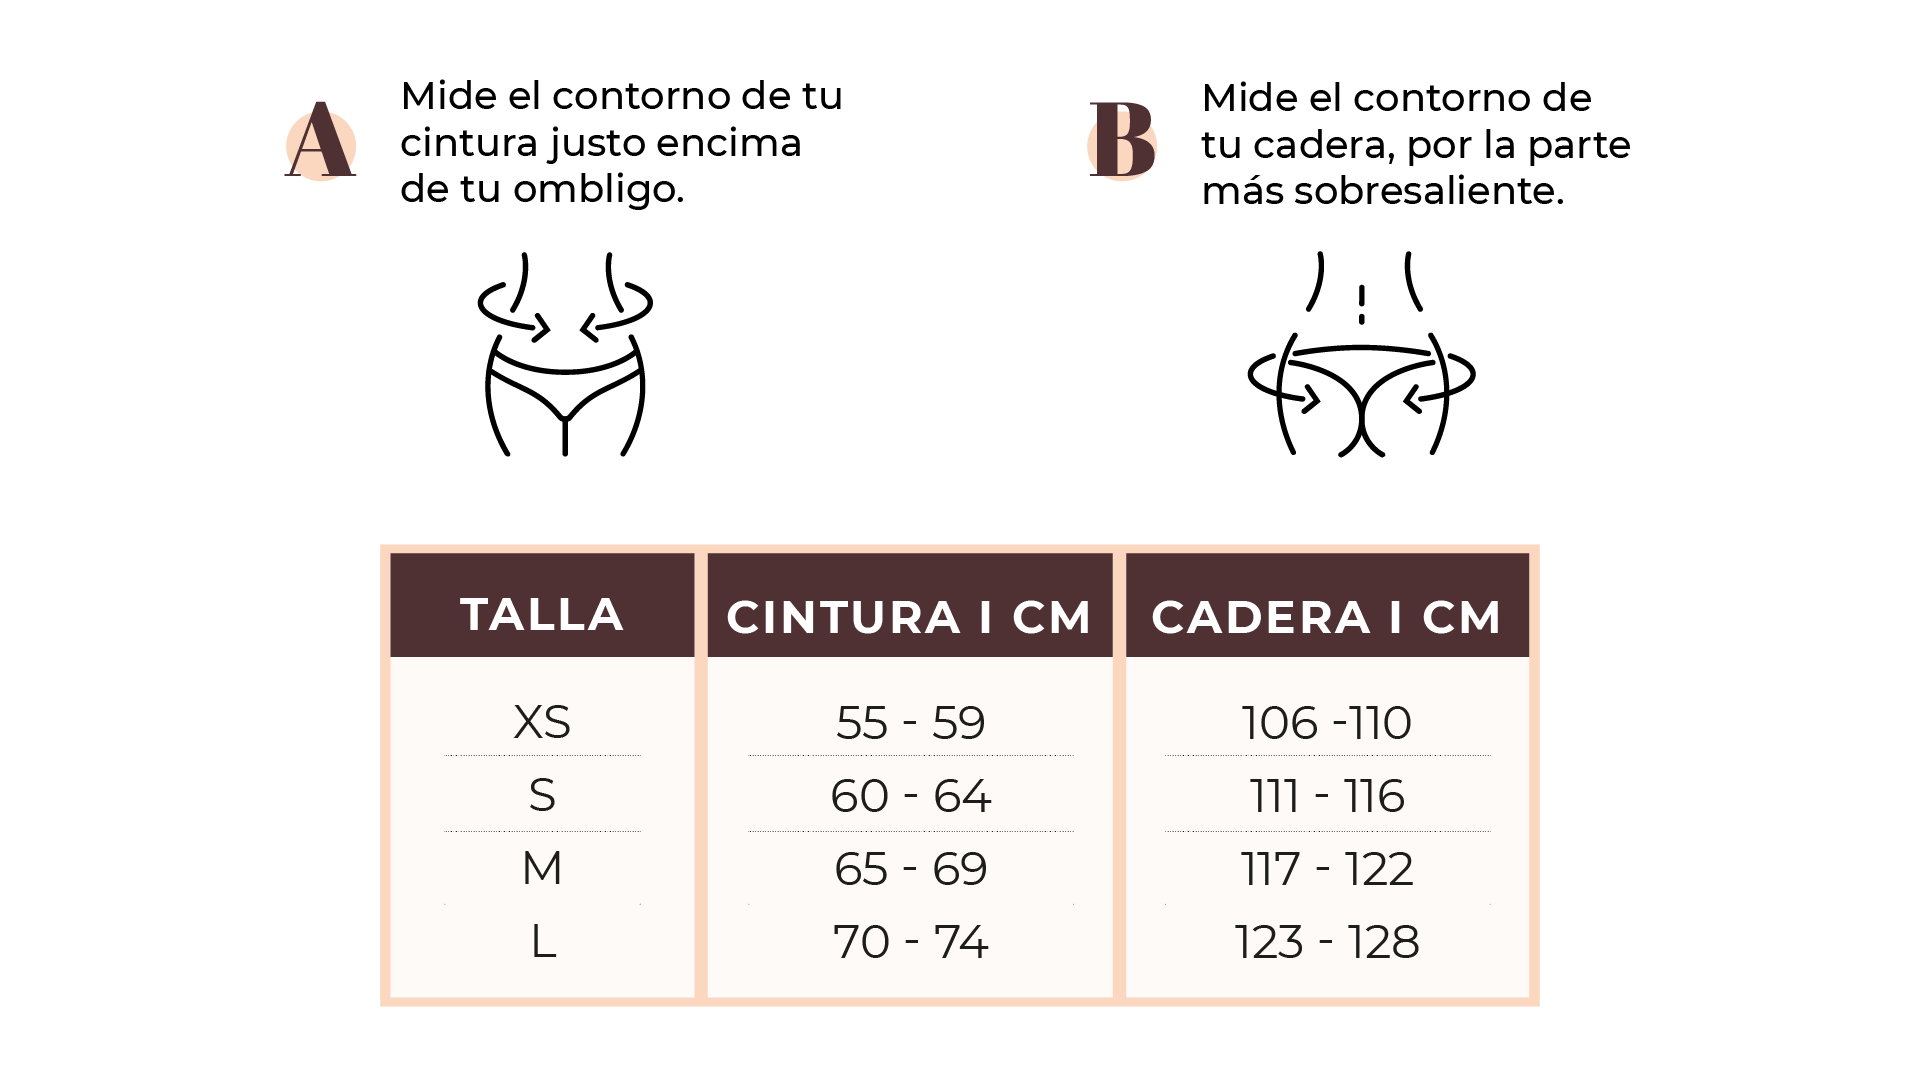 A
Mide el contorno de tu
cintura justo encima
de tu ombligo.
B
Mide el contorno de
tu cadera, por la parte
más sobresaliente.
TALLA CINTURA I CM CADERA I CM
XS 55 - 59 106 -110
S 60 - 64 111 - 116
M 65 - 69 117 - 122
L 70 - 74 123 - 128